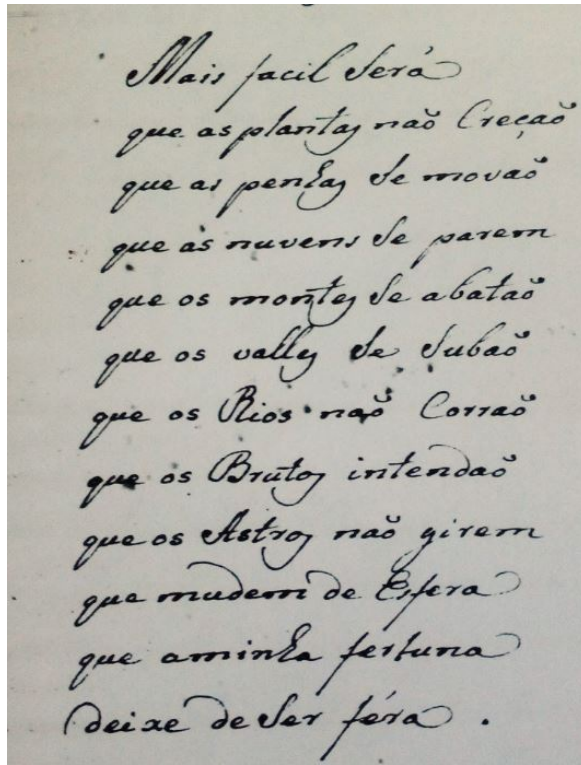 Mais facil será
que as plantas não Creção
que as penhas se movão
que as nuvens se parem
que os montes se abatão
que os valles se subão
que os Rios não Corrão
que os Brutos intendão
que os Astros não girem
que mudem de Esfera
que aminha fortuna
deixe de ser féra .